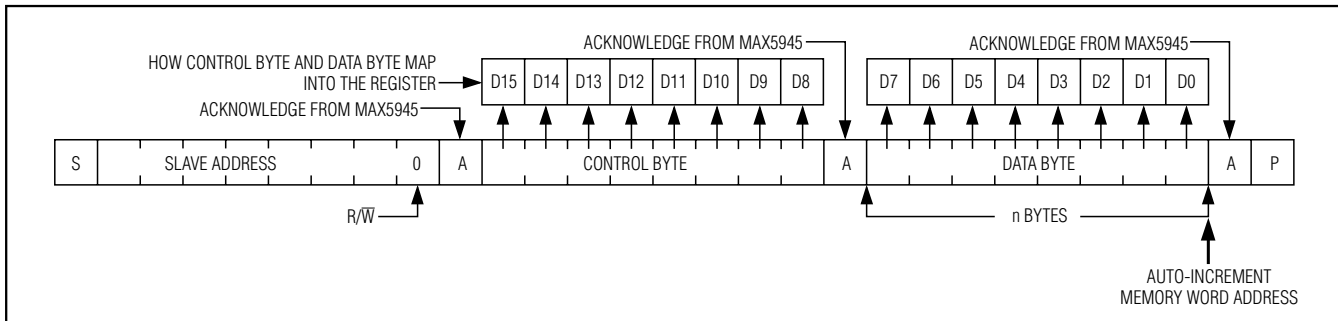 ACKNOWLEDGE FROM MAX5945
ACKNOWLEDGE FROM MAX5945
HOW CONTROL BYTE AND DATA BYTE MAP
INTO THE REGISTER
D15 D14 D13 D12 D11 D10 D9 D8
D7 D6 D5 D4 D3 D2 D1 D0
ACKNOWLEDGE FROM MAX5945
S SLAVE ADDRESS 0 A CONTROL BYTE A DATA BYTE A P
R/W̅
n BYTES
AUTO-INCREMENT
MEMORY WORD ADDRESS